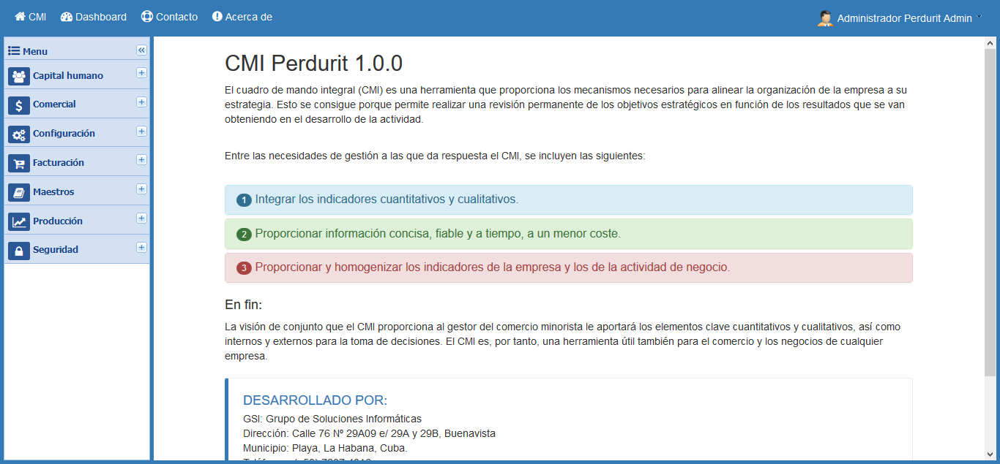 CMI Dashboard Contacto Acerca de Administrador Perdurit Admin
Menu
Capital humano
Comercial
Configuración
Facturación
Maestros
Producción
Seguridad
CMI Perdurit 1.0.0
El cuadro de mando integral (CMI) es una herramienta que proporciona los mecanismos necesarios para alinear la organización de la empresa a su
estrategia. Esto se consigue porque permite realizar una revisión permanente de los objetivos estratégicos en función de los resultados que se van
obteniendo en el desarrollo de la actividad.
Entre las necesidades de gestión a las que da respuesta el CMI, se incluyen las siguientes:
1 Integrar los indicadores cuantitativos y cualitativos.
2 Proporcionar información concisa, fiable y a tiempo, a un menor coste.
3 Proporcionar y homogenizar los indicadores de la empresa y los de la actividad de negocio.
En fin:
La visión de conjunto que el CMI proporciona al gestor del comercio minorista le aportará los elementos clave cuantitativos y cualitativos, así como
internos y externos para la toma de decisiones. El CMI es, por tanto, una herramienta útil también para el comercio y los negocios de cualquier
empresa.
DESARROLLADO POR:
GSI: Grupo de Soluciones Informáticas
Dirección: Calle 76 Nº 29A09 e/ 29A y 29B, Buenavista
Municipio: Playa, La Habana, Cuba.